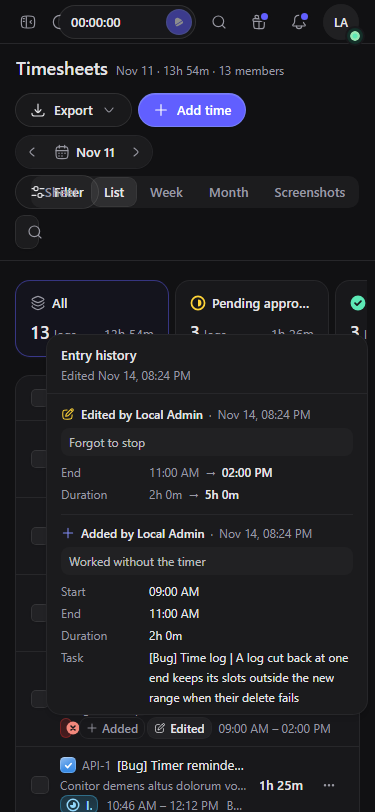 00:00:00
LA
Timesheets Nov 11 · 13h 54m · 13 members
Export
Add time
Nov 11
Filter List Week Month Screenshots
All
Pending appro...
13
3
3
Entry history
Edited Nov 14, 08:24 PM
Edited by Local Admin · Nov 14, 08:24 PM
Forgot to stop
End 11:00 AM → 02:00 PM
Duration 2h 0m → 5h 0m
Added by Local Admin · Nov 14, 08:24 PM
Worked without the timer
Start 09:00 AM
End 11:00 AM
Duration 2h 0m
Task [Bug] Time log | A log cut back at one
end keeps its slots outside the new
range when their delete fails
Added Edited 09:00 AM – 02:00 PM
API-1 [Bug] Timer reminde...
Conitor demens altus dolorum vo... 1h 25m
10:46 AM – 12:12 PM B...